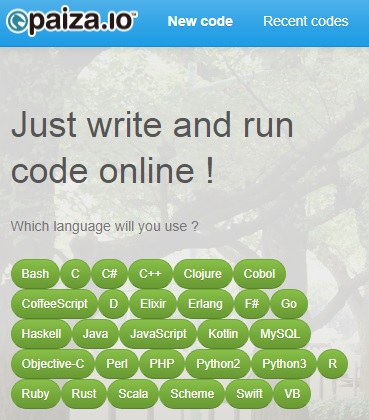 paiza.io New code Recent codes
Just write and run
code online !
Which language will you use ?
Bash C C# C++ Clojure Cobol
CoffeeScript D Elixir Erlang F# Go
Haskell Java JavaScript Kotlin MySQL
Objective-C Perl PHP Python2 Python3 R
Ruby Rust Scala Scheme Swift VB